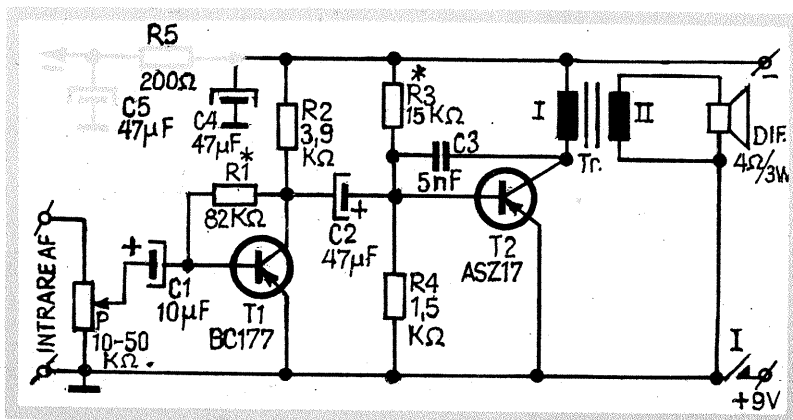 R5
200Ω
C5
47μF
C4
47μF
R2
3,9
KΩ
*
R3
15KΩ
C3
5nF
I
II
Tr.
DIF.
4Ω/3W
R1*
82KΩ
C2
47μF
+
T2
ASZ17
INTRARE AF
+
C1
10μF
P
10-50
KΩ
T1
BC177
R4
1,5
KΩ
I
+9V
−